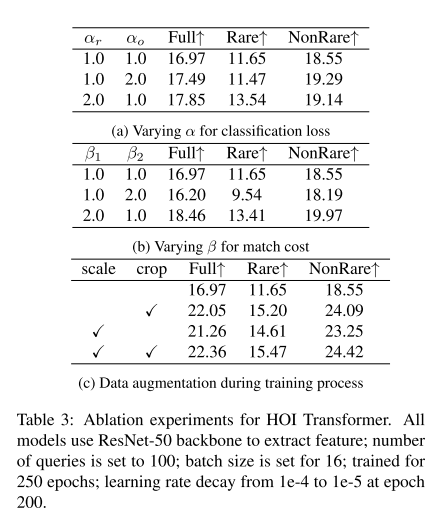 αr αo Full↑ Rare↑ NonRare↑
1.0 1.0 16.97 11.65 18.55
1.0 2.0 17.49 11.47 19.29
2.0 1.0 17.85 13.54 19.14
(a) Varying α for classification loss
β1 β2 Full↑ Rare↑ NonRare↑
1.0 1.0 16.97 11.65 18.55
1.0 2.0 16.20 9.54 18.19
2.0 1.0 18.46 13.41 19.97
(b) Varying β for match cost
scale crop Full↑ Rare↑ NonRare↑
16.97 11.65 18.55
✓ 22.05 15.20 24.09
✓ 21.26 14.61 23.25
✓ ✓ 22.36 15.47 24.42
(c) Data augmentation during training process
Table 3: Ablation experiments for HOI Transformer. All
models use ResNet-50 backbone to extract feature; number
of queries is set to 100; batch size is set for 16; trained for
250 epochs; learning rate decay from 1e-4 to 1e-5 at epoch
200.